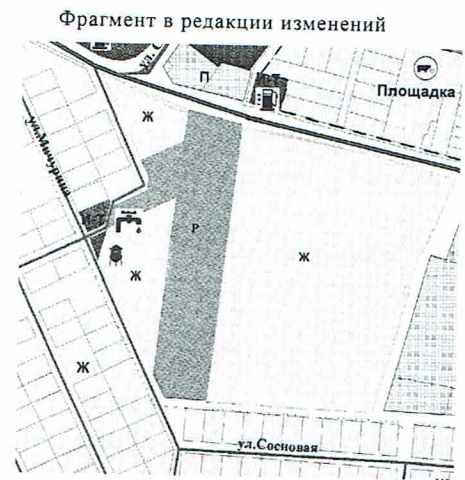 Фрагмент в редакции изменений
П
Площадка
Ж
ул.Мичурина
Р
Ж
Ж
Ж
ул.Сосновая